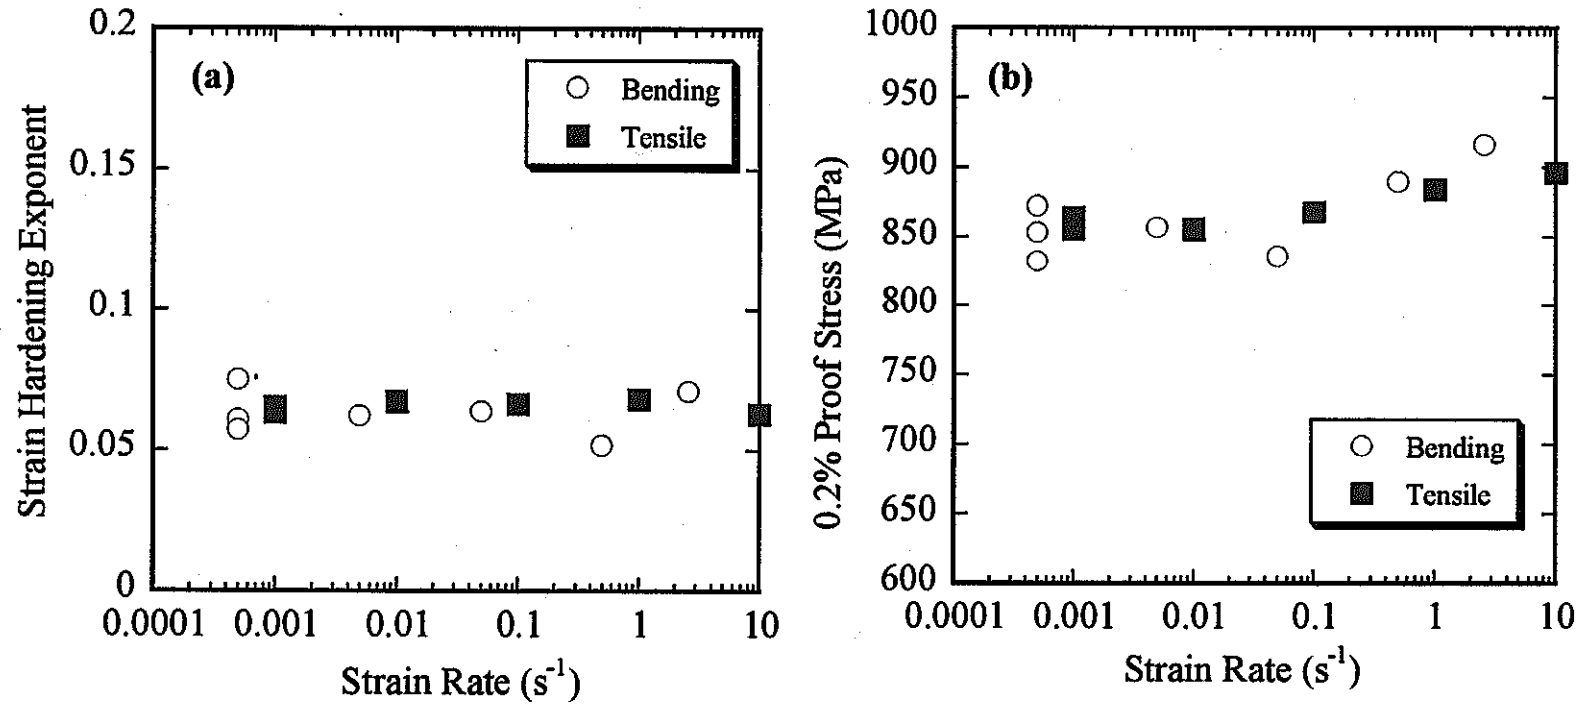 0.2
0.15
0.1
0.05
0
Strain Hardening Exponent
(a)
Bending
Tensile
0.0001 0.001 0.01 0.1 1 10
Strain Rate (s⁻¹)
1000
950
900
850
800
750
700
650
600
0.2% Proof Stress (MPa)
(b)
Bending
Tensile
0.0001 0.001 0.01 0.1 1 10
Strain Rate (s⁻¹)